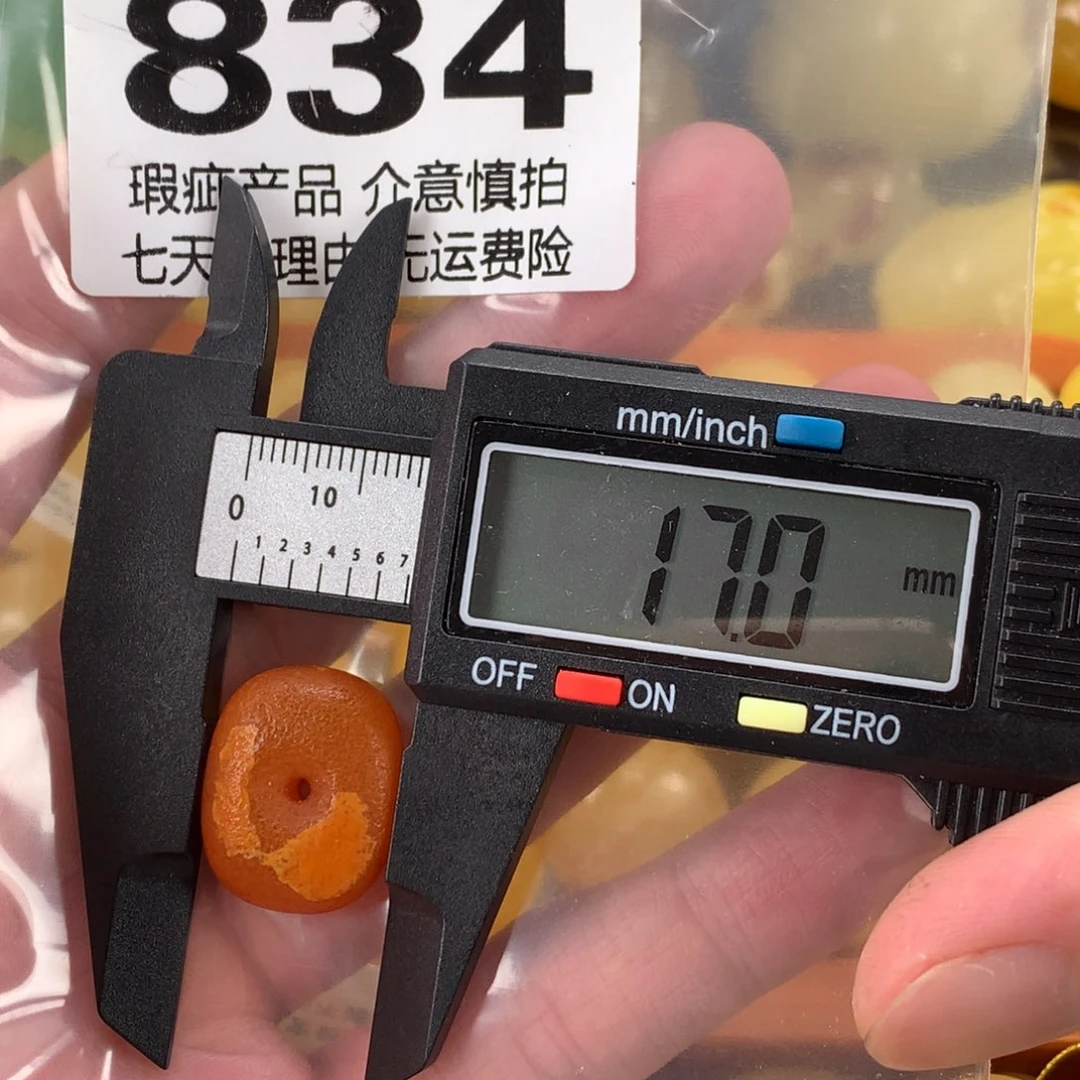 834
瑕疵产品 介意慎拍
七天 理由 无运费险
mm/inch
0 10
1 2 3 4 5 6 7
17.0 mm
OFF ON ZERO